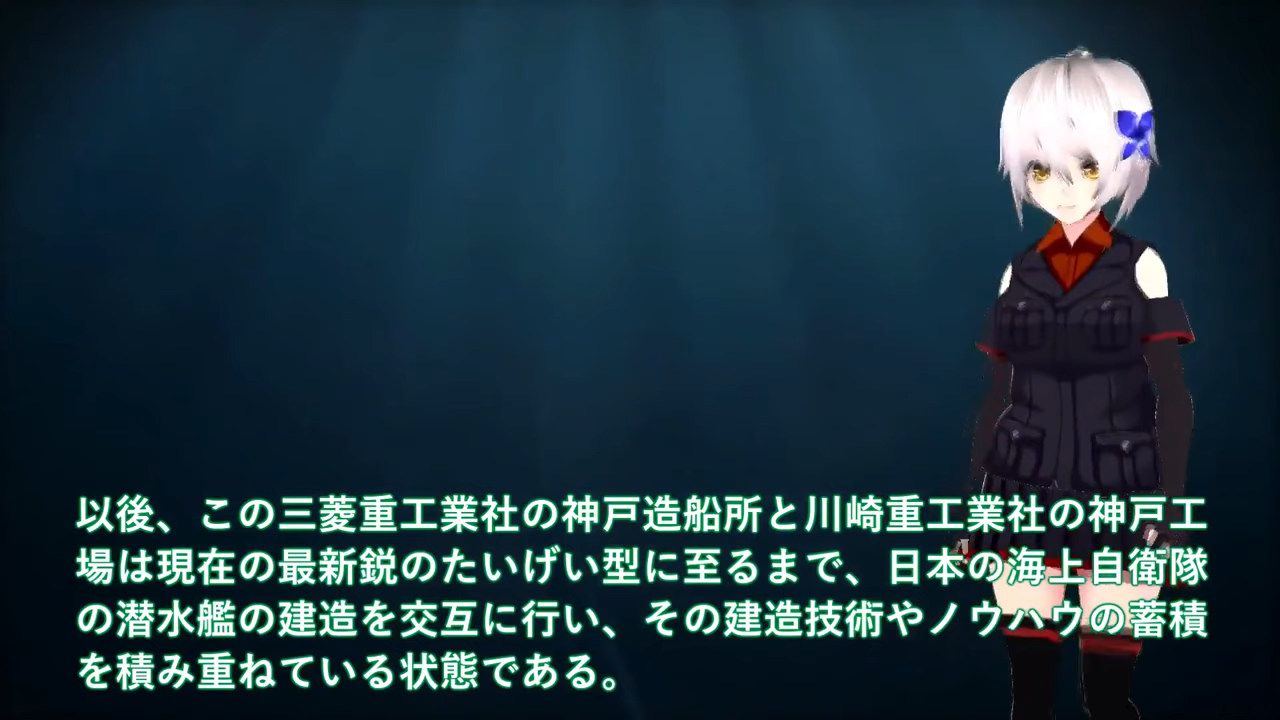 以後、この三菱重工業社の神戸造船所と川崎重工業社の神戸工
場は現在の最新鋭のたいげい型に至るまで、日本の海上自衛隊
の潜水艦の建造を交互に行い、その建造技術やノウハウの蓄積
を積み重ねている状態である。